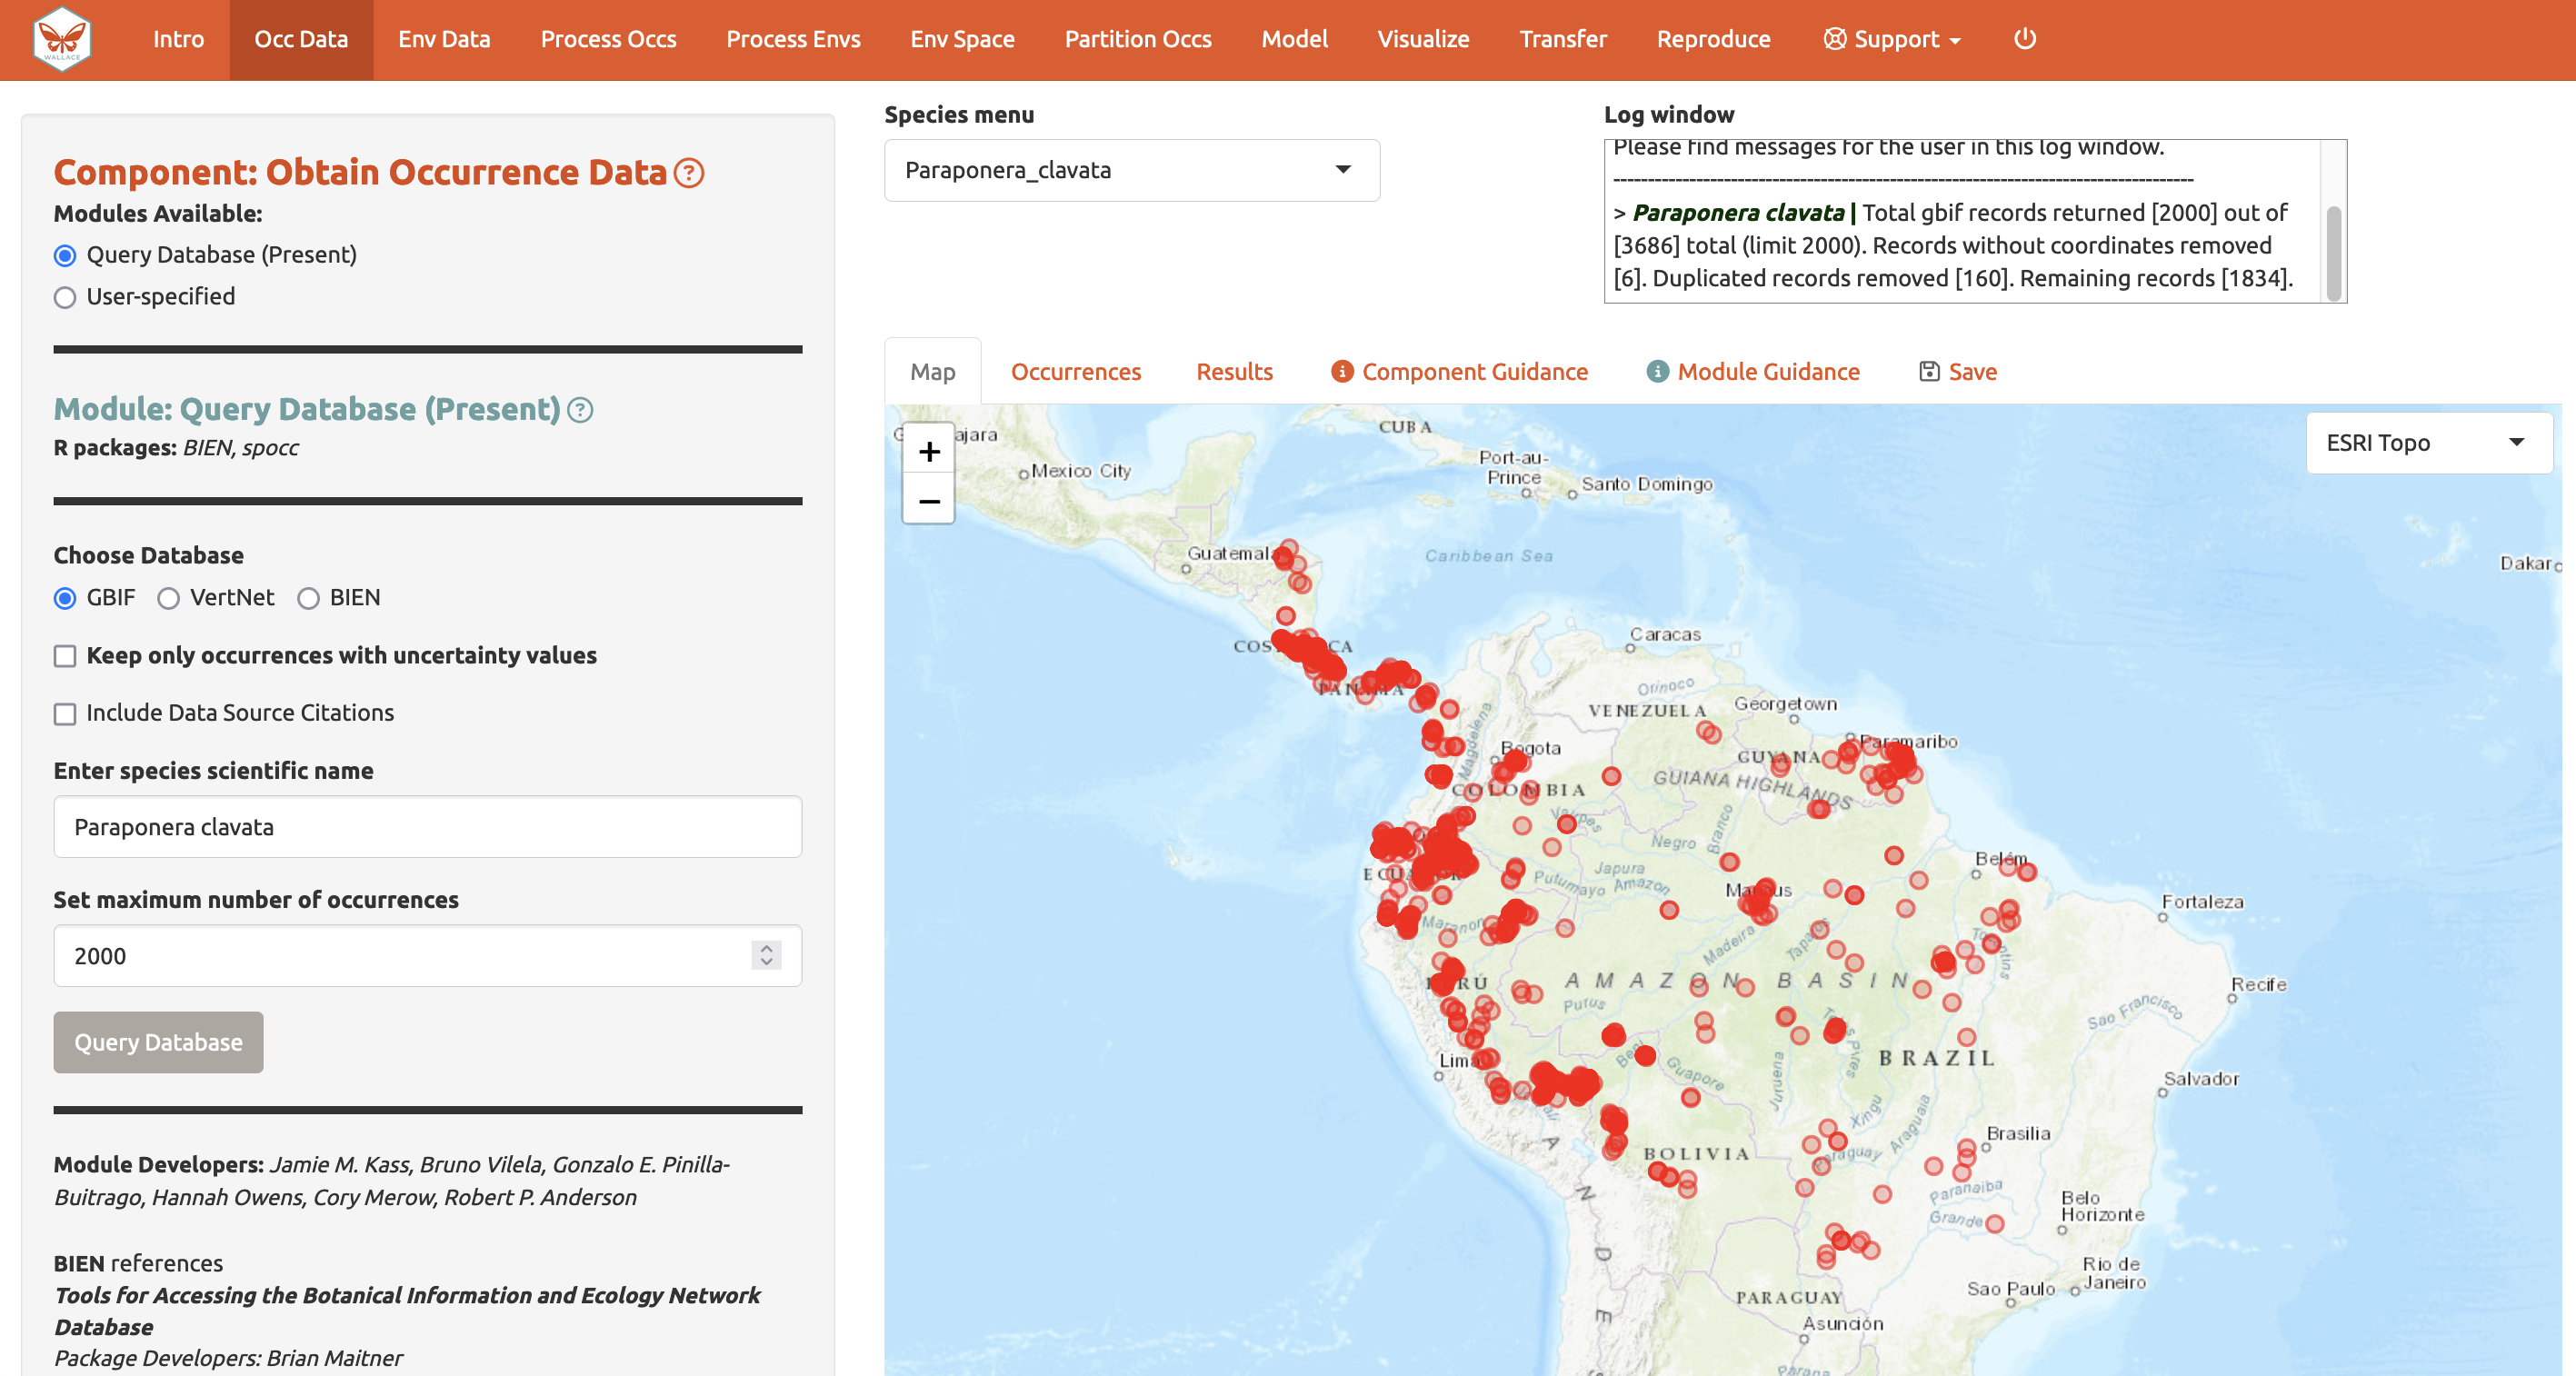 WALLACE
Intro
Occ Data
Env Data
Process Occs
Process Envs
Env Space
Partition Occs
Model
Visualize
Transfer
Reproduce
Support
Component: Obtain Occurrence Data
Modules Available:
Query Database (Present)
User-specified
Module: Query Database (Present)
R packages: BIEN, spocc
Choose Database
GBIF VertNet BIEN
Keep only occurrences with uncertainty values
Include Data Source Citations
Enter species scientific name
Paraponera clavata
Set maximum number of occurrences
2000
Query Database
Module Developers: Jamie M. Kass, Bruno Vilela, Gonzalo E. Pinilla-
Buitrago, Hannah Owens, Cory Merow, Robert P. Anderson
BIEN references
Tools for Accessing the Botanical Information and Ecology Network
Database
Package Developers: Brian Maitner
Species menu
Paraponera_clavata
Log window
Please find messages for the user in this log window.
-----------------------------------------------------------------------------------------
> Paraponera clavata | Total gbif records returned [2000] out of
[3686] total (limit 2000). Records without coordinates removed
[6]. Duplicated records removed [160]. Remaining records [1834].
Map
Occurrences
Results
Component Guidance
Module Guidance
Save
+
−
ESRI Topo
CUBA
ajara
Mexico City
Port-au-
Prince
Santo Domingo
Guatemala
Caribbean Sea
Dakar
Caracas
PANAMA
Orinoco
VENEZUELA
Georgetown
Magdelena
Bogota
Paramaribo
GUYANA
GUIANA HIGHLANDS
COLOMBIA
Vaupes
Negro
Branco
Belém
Japura
Putumayo
Amazon
Manaus
Maranon
Fortaleza
Madeira
Tapajos
AMAZON BASIN
Purus
Recife
Sao Francisco
Lima
Beni
Guapore
Juruena
BRAZIL
Salvador
Xingu
Araguaia
Brasilia
BOLIVIA
Paraguay
Paranaiba
Grande
Belo
Horizonte
Rio de
Janeiro
Sao Paulo
PARAGUAY
Asunción
Parana
A N D E S